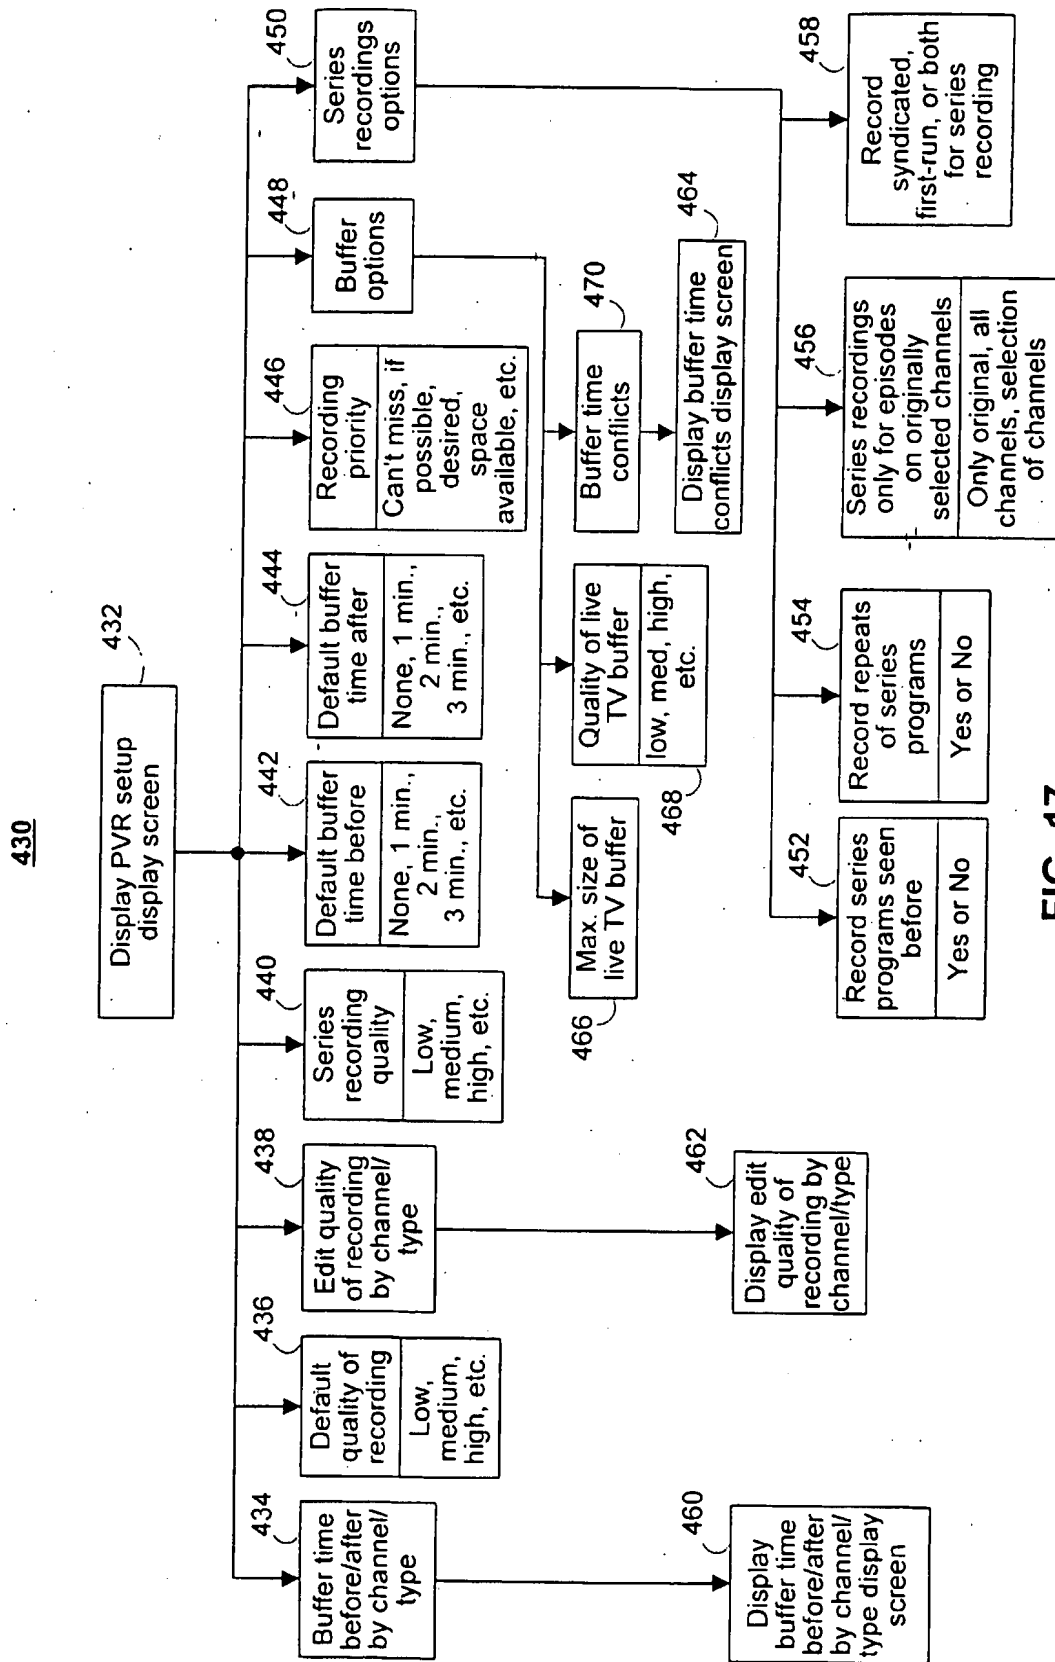 430
432
Display PVR setup
display screen
434
Buffer time
before/after
by channel/
type
436
Default
quality of
recording
Low,
medium,
high, etc.
438
Edit quality
of recording
by channel/
type
440
Series
recording
quality
Low,
medium,
high, etc.
442
Default buffer
time before
None, 1 min.,
2 min.,
3 min., etc.
444
Default buffer
time after
None, 1 min.,
2 min.,
3 min., etc.
446
Recording
priority
Can't miss, if
possible,
desired,
space
available, etc.
448
Buffer
options
450
Series
recordings
options
466
Max. size of
live TV buffer
468
Quality of live
TV buffer
low, med, high,
etc.
470
Buffer time
conflicts
464
Display buffer time
conflicts display screen
460
Display
buffer time
before/after
by channel/
type display
screen
462
Display edit
quality of
recording by
channel/type
452
Record series
programs seen
before
Yes or No
454
Record repeats
of series
programs
Yes or No
456
Series recordings
only for episodes
on originally
selected channels
Only original, all
channels, selection
of channels
458
Record
syndicated,
first-run, or both
for series
recording
FIG. 17